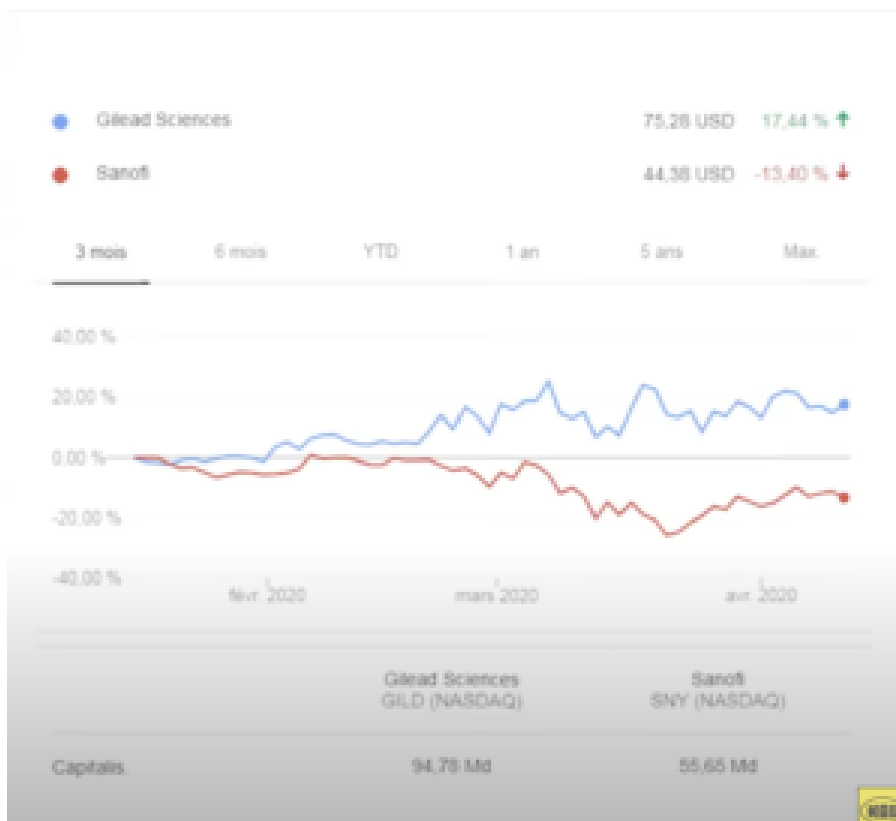 Gilead Sciences 75,28 USD 17,44 % ↑
Sanofi 44,38 USD -13,40 % ↓
3 mois 6 mois YTD 1 an 5 ans Max.
40,00 %
20,00 %
0,00 %
-20,00 %
-40,00 %
févr. 2020 mars 2020 avr. 2020
Gilead Sciences Sanofi
GILD (NASDAQ) SNY (NASDAQ)
Capitalis. 94,78 Md 55,65 Md